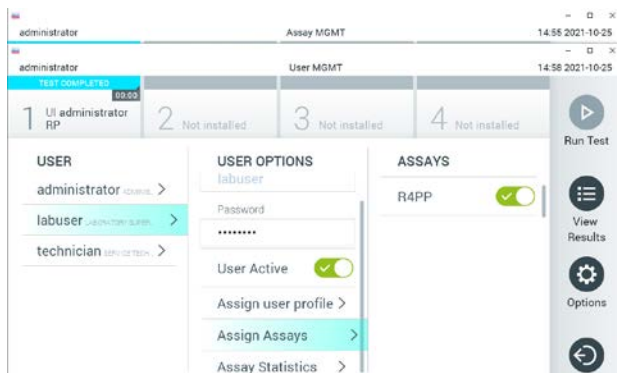 administrator Assay MGMT 14:55 2021-10-25
administrator User MGMT 14:58 2021-10-25
TEST COMPLETED
00:00
1 UI administrator RP
2 Not installed
3 Not installed
4 Not installed
Run Test
USER
administrator
labuser
technician
USER OPTIONS
labuser
Password
••••••••
User Active
Assign user profile
Assign Assays
Assay Statistics
ASSAYS
R4PP
View
Results
Options